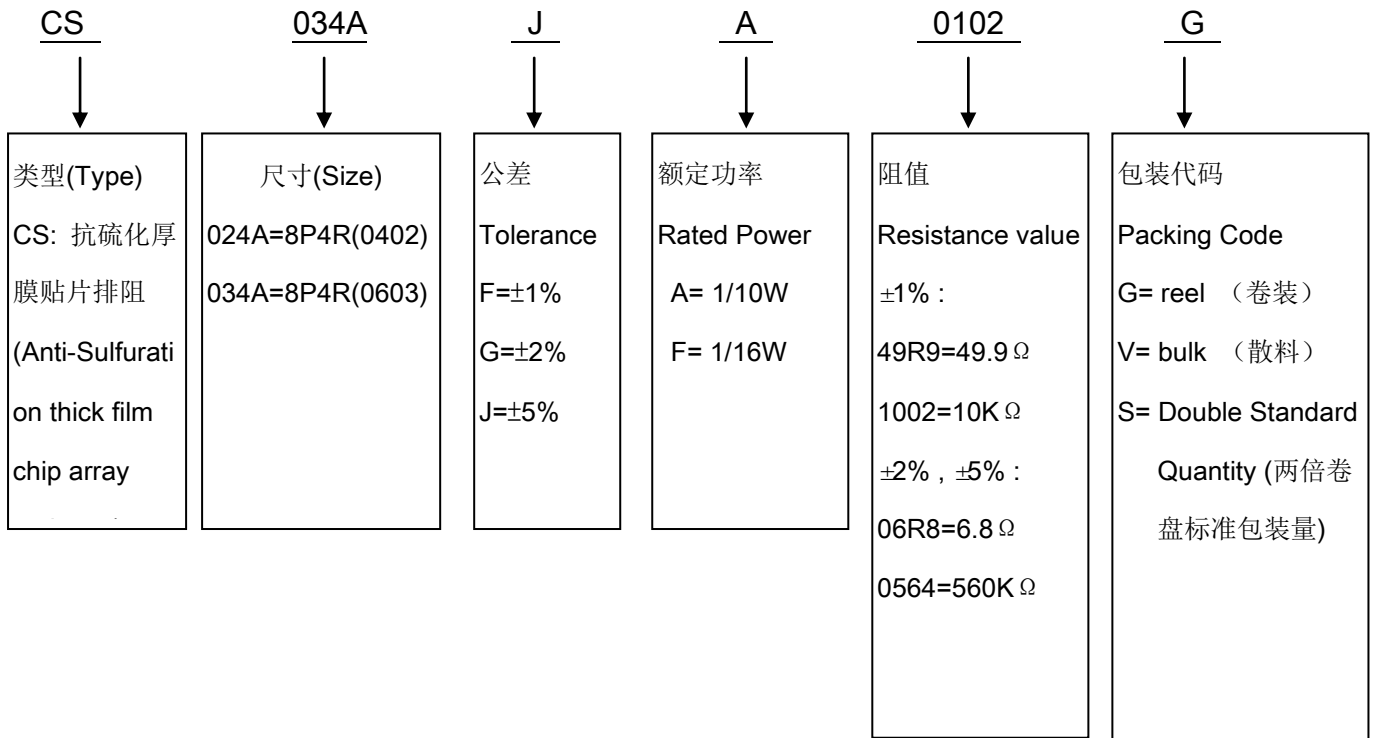 CS 034A J A 0102 G
类型(Type)
CS: 抗硫化厚
膜贴片排阻
(Anti-Sulfurati
on thick film
chip array
尺寸(Size)
024A=8P4R(0402)
034A=8P4R(0603)
公差
Tolerance
F=±1%
G=±2%
J=±5%
额定功率
Rated Power
A= 1/10W
F= 1/16W
阻值
Resistance value
±1% :
49R9=49.9Ω
1002=10KΩ
±2% , ±5% :
06R8=6.8Ω
0564=560KΩ
包装代码
Packing Code
G= reel （卷装）
V= bulk （散料）
S= Double Standard
Quantity (两倍卷
盘标准包装量)